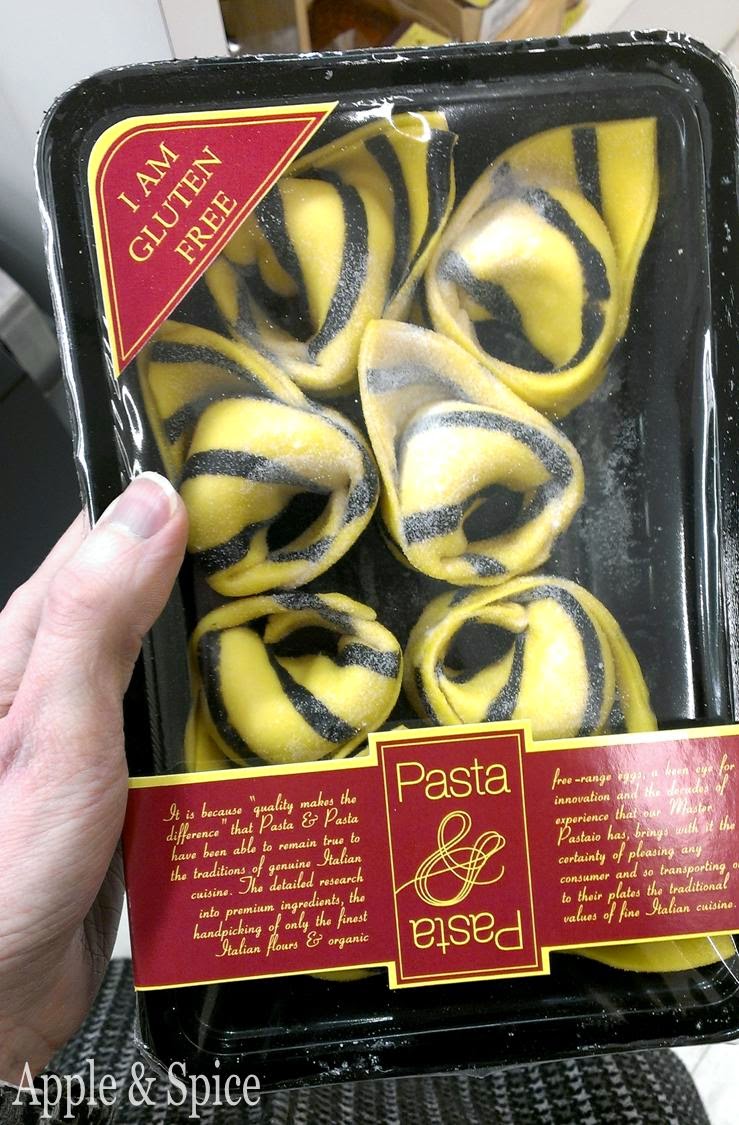 I AM
GLUTEN
FREE
It is because "quality makes the
difference" that Pasta & Pasta
have been able to remain true to
the traditions of genuine Italian
cuisine. The detailed research
into premium ingredients, the
handpicking of only the finest
Italian flours & organic
Pasta
&
Pasta
free-range eggs, a keen eye for
innovation and the decades of
experience that our Master
Pastaio has, brings with it the
certainty of pleasing any
consumer and so transporting
to their plates the traditional
values of fine Italian cuisine.
Apple & Spice